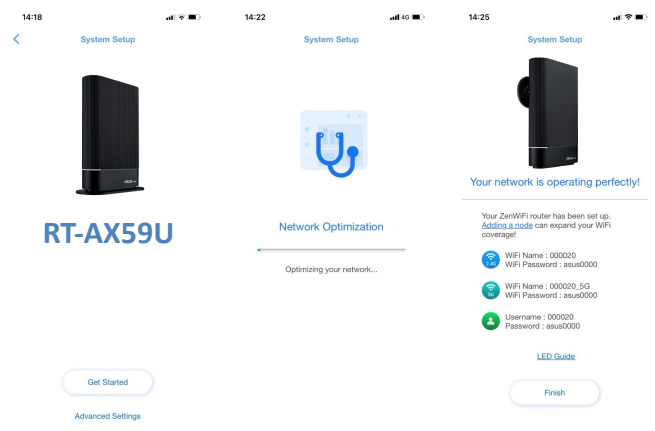 14:18
System Setup
RT-AX59U
Get Started
Advanced Settings
14:22
4G
System Setup
Network Optimization
Optimizing your network...
14:25
System Setup
Your network is operating perfectly!
Your ZenWiFi router has been set up.
Adding a node can expand your WiFi
coverage!
2.4G
WiFi Name : 000020
WiFi Password : asus0000
5G
WiFi Name : 000020_5G
WiFi Password : asus0000
Username : 000020
Password : asus0000
LED Guide
Finish